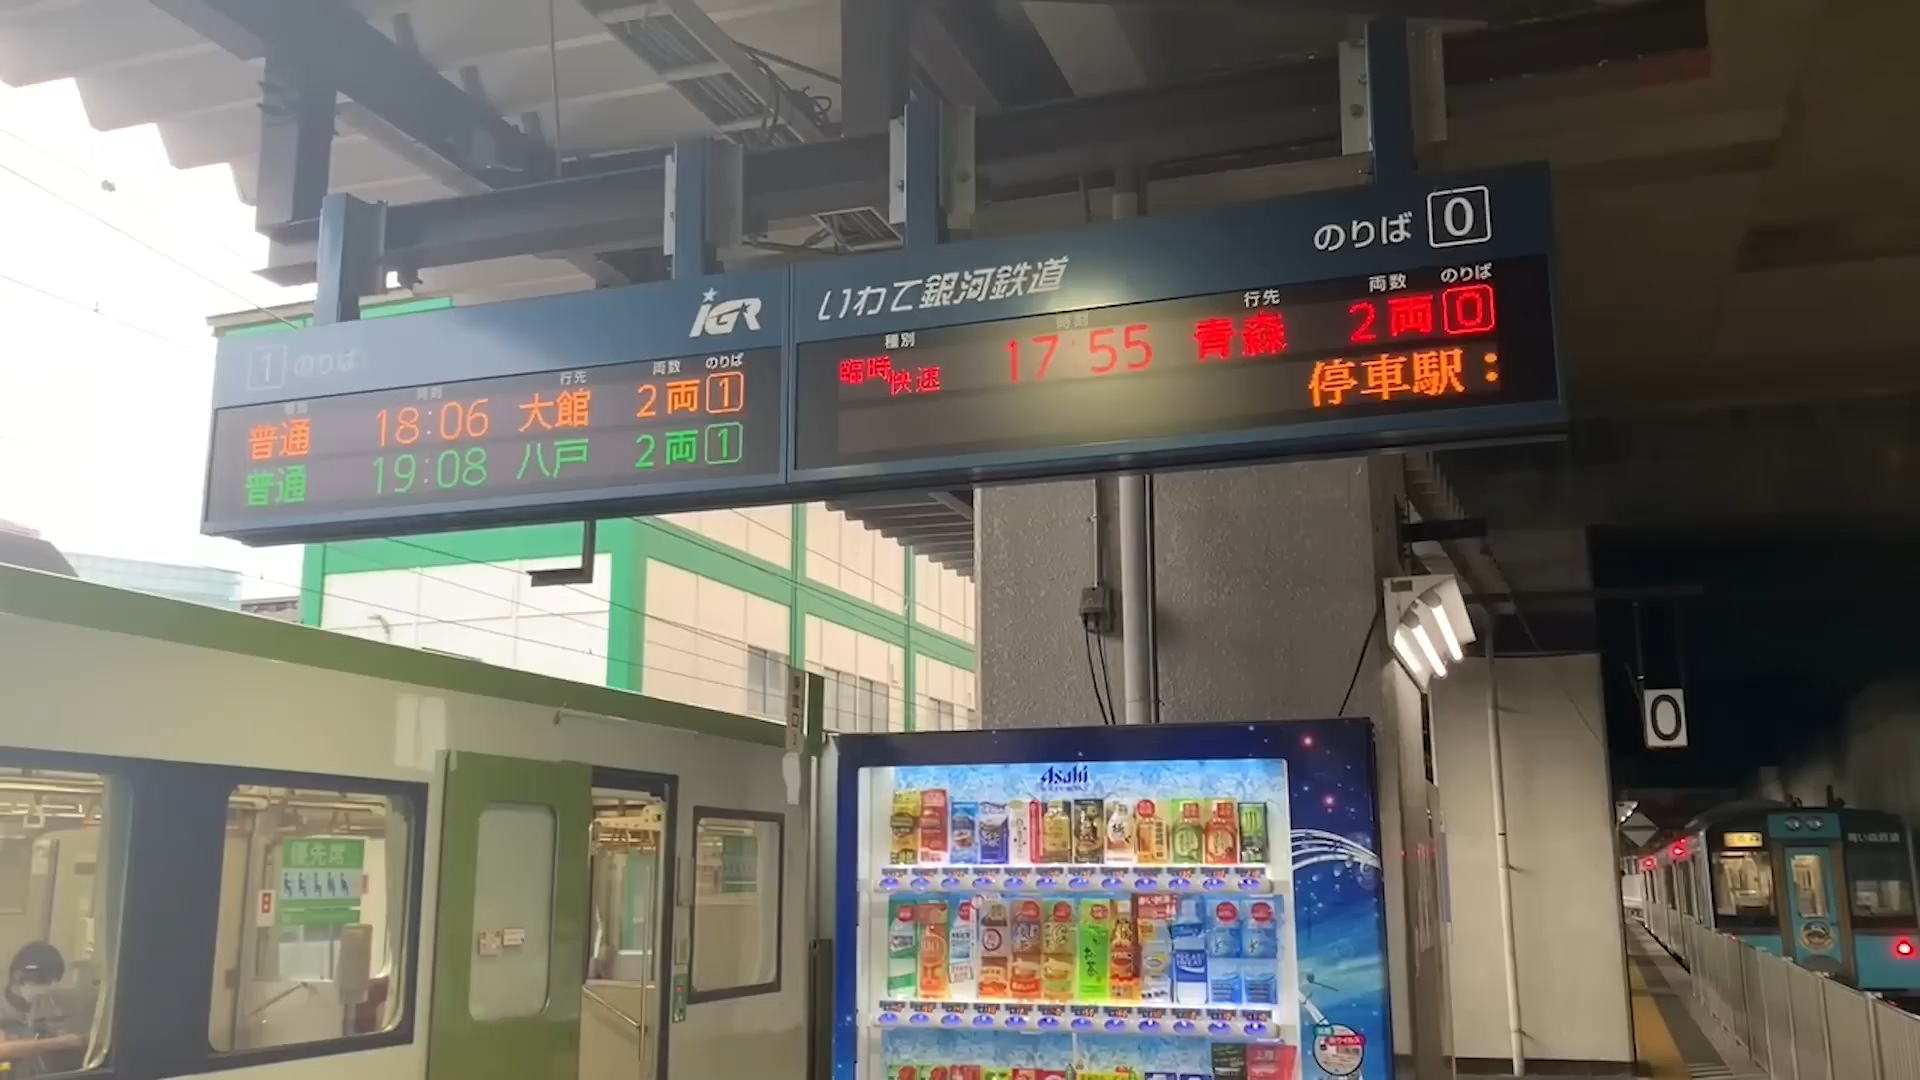 のりば 0
いわて銀河鉄道
IGR
1 のりば
種別 時刻 行先 両数 のりば
臨時快速 17:55 青森 2両 0
停車駅：
時刻 行先 両数 のりば
普通 18:06 大館 2両 1
普通 19:08 八戸 2両 1
0
Asahi
優先席